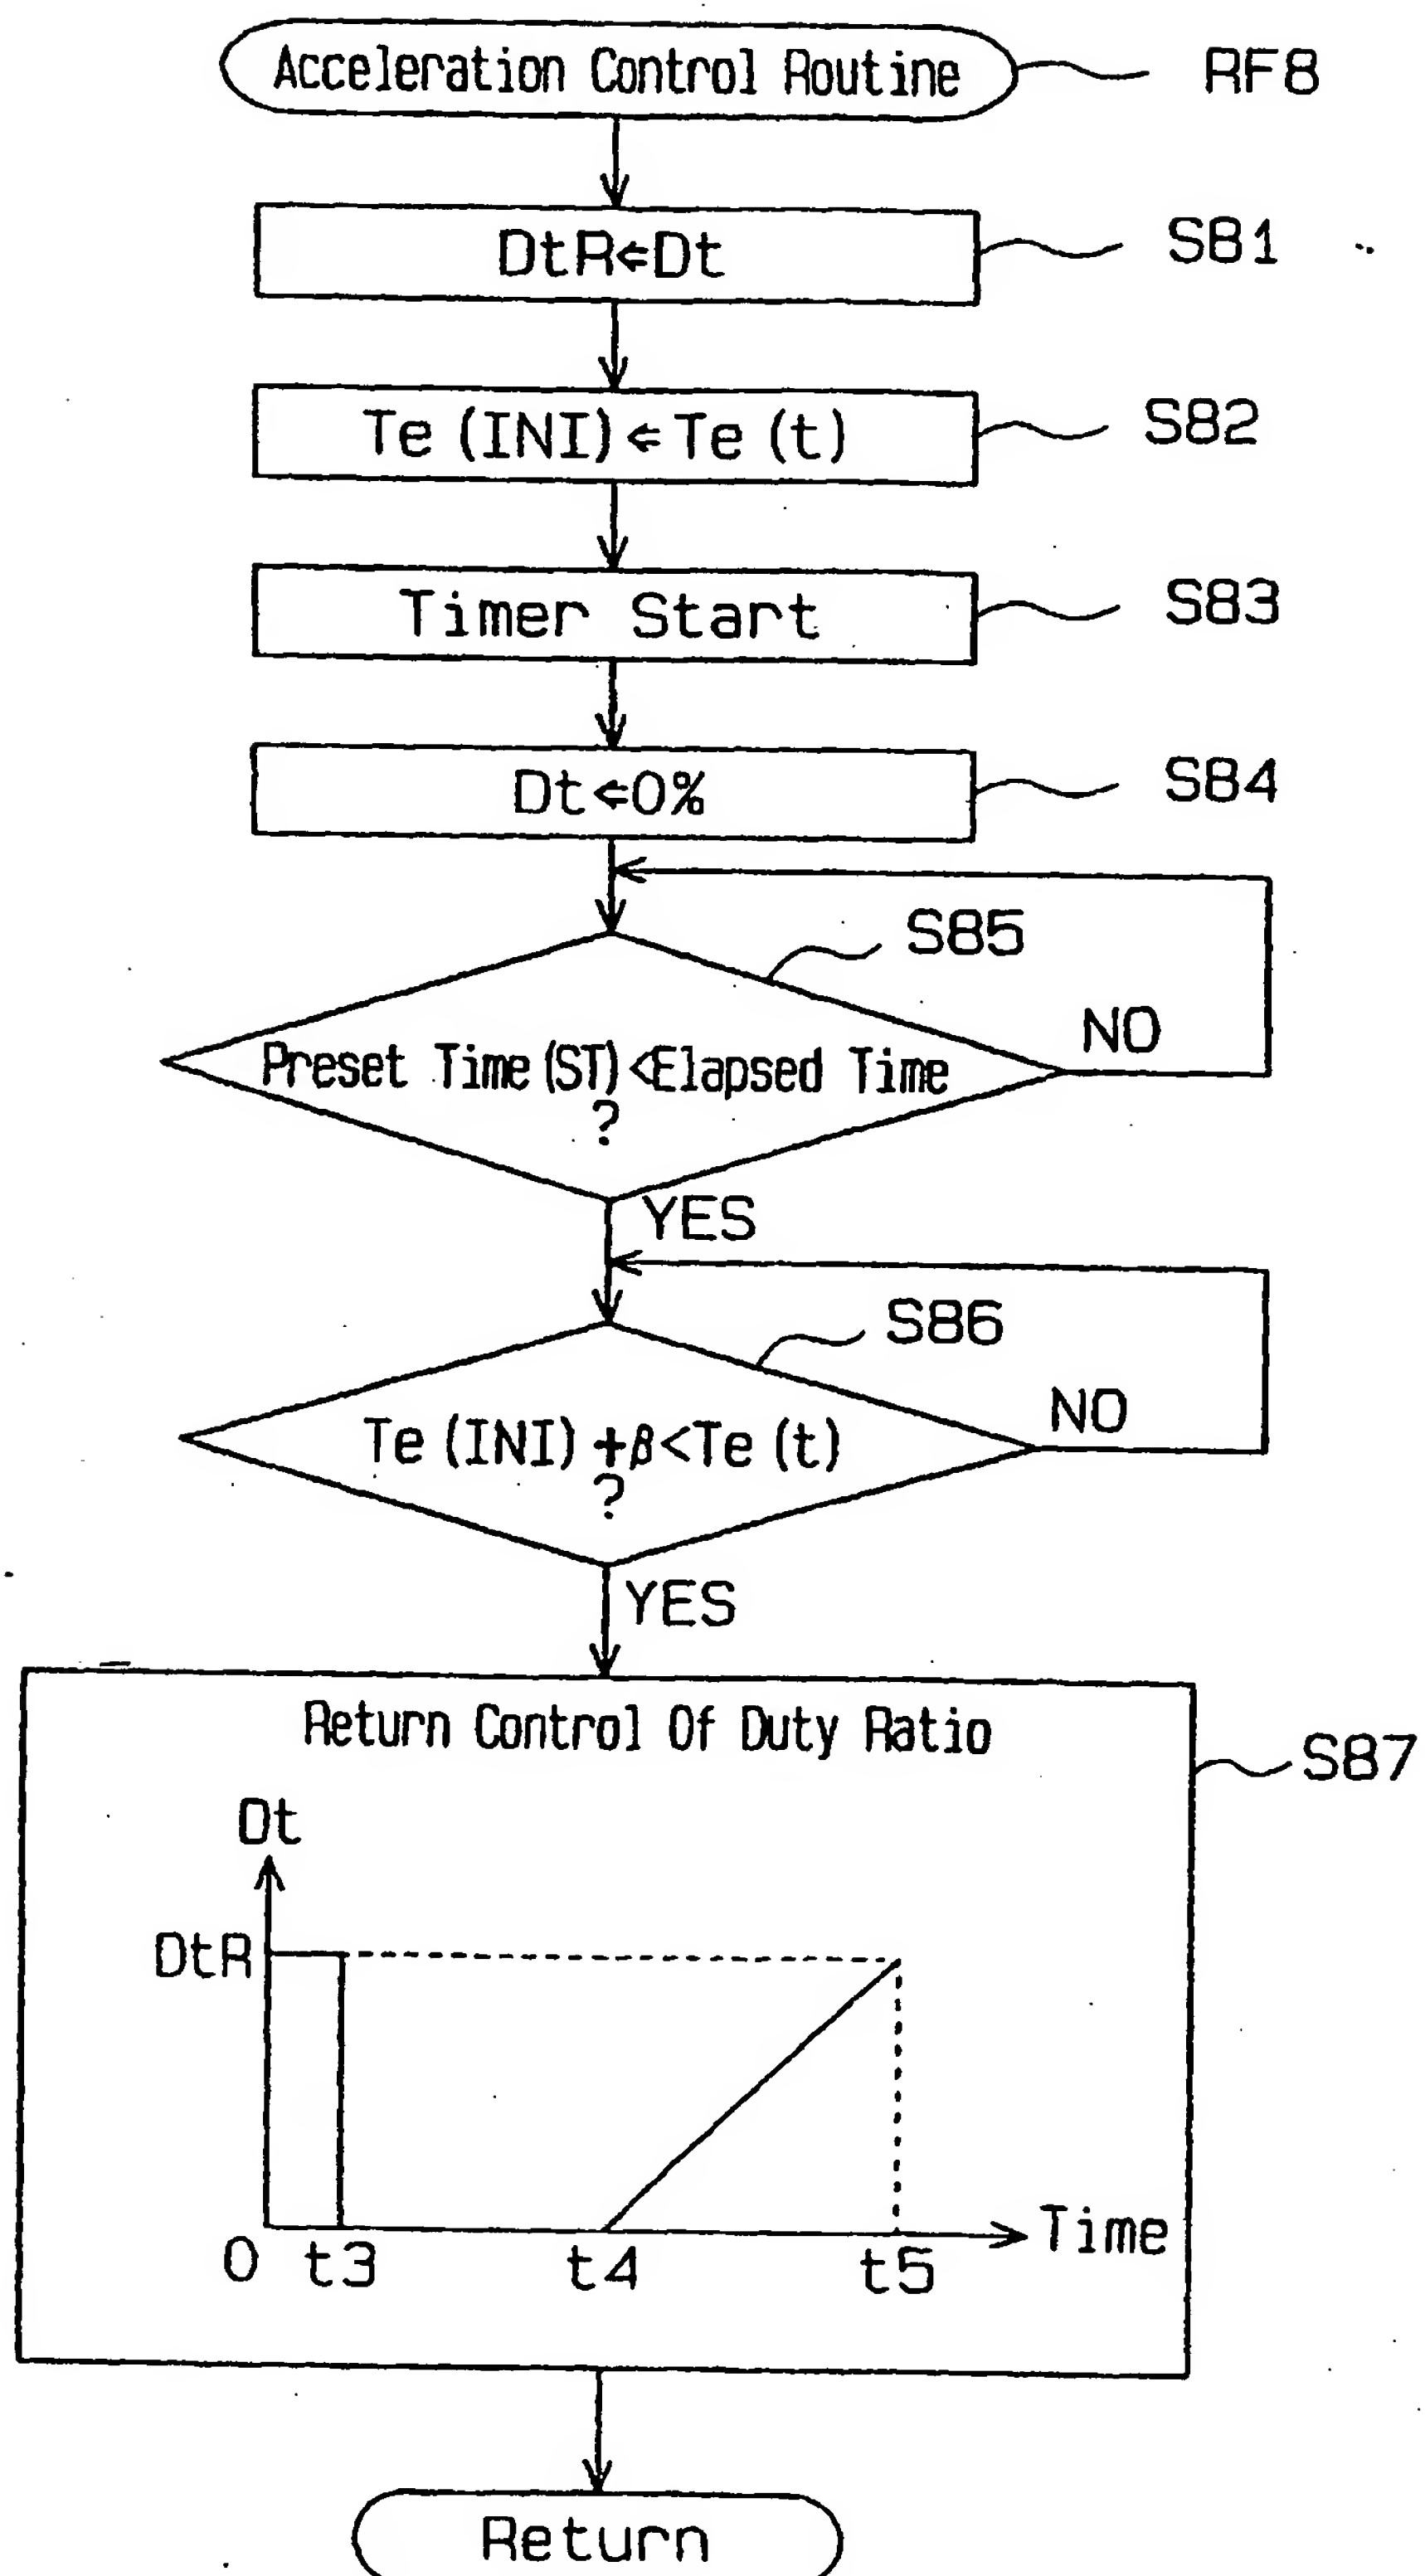 Acceleration Control Routine RF8
DtR⇐Dt S81
Te (INI) ⇐ Te (t) S82
Timer Start S83
Dt⇐0% S84
S85
NO
Preset Time (ST) <Elapsed Time
?
YES
S86
NO
Te (INI) +β<Te (t)
?
YES
Return Control Of Duty Ratio
S87
Dt
DtR
Time
0 t3 t4 t5
Return